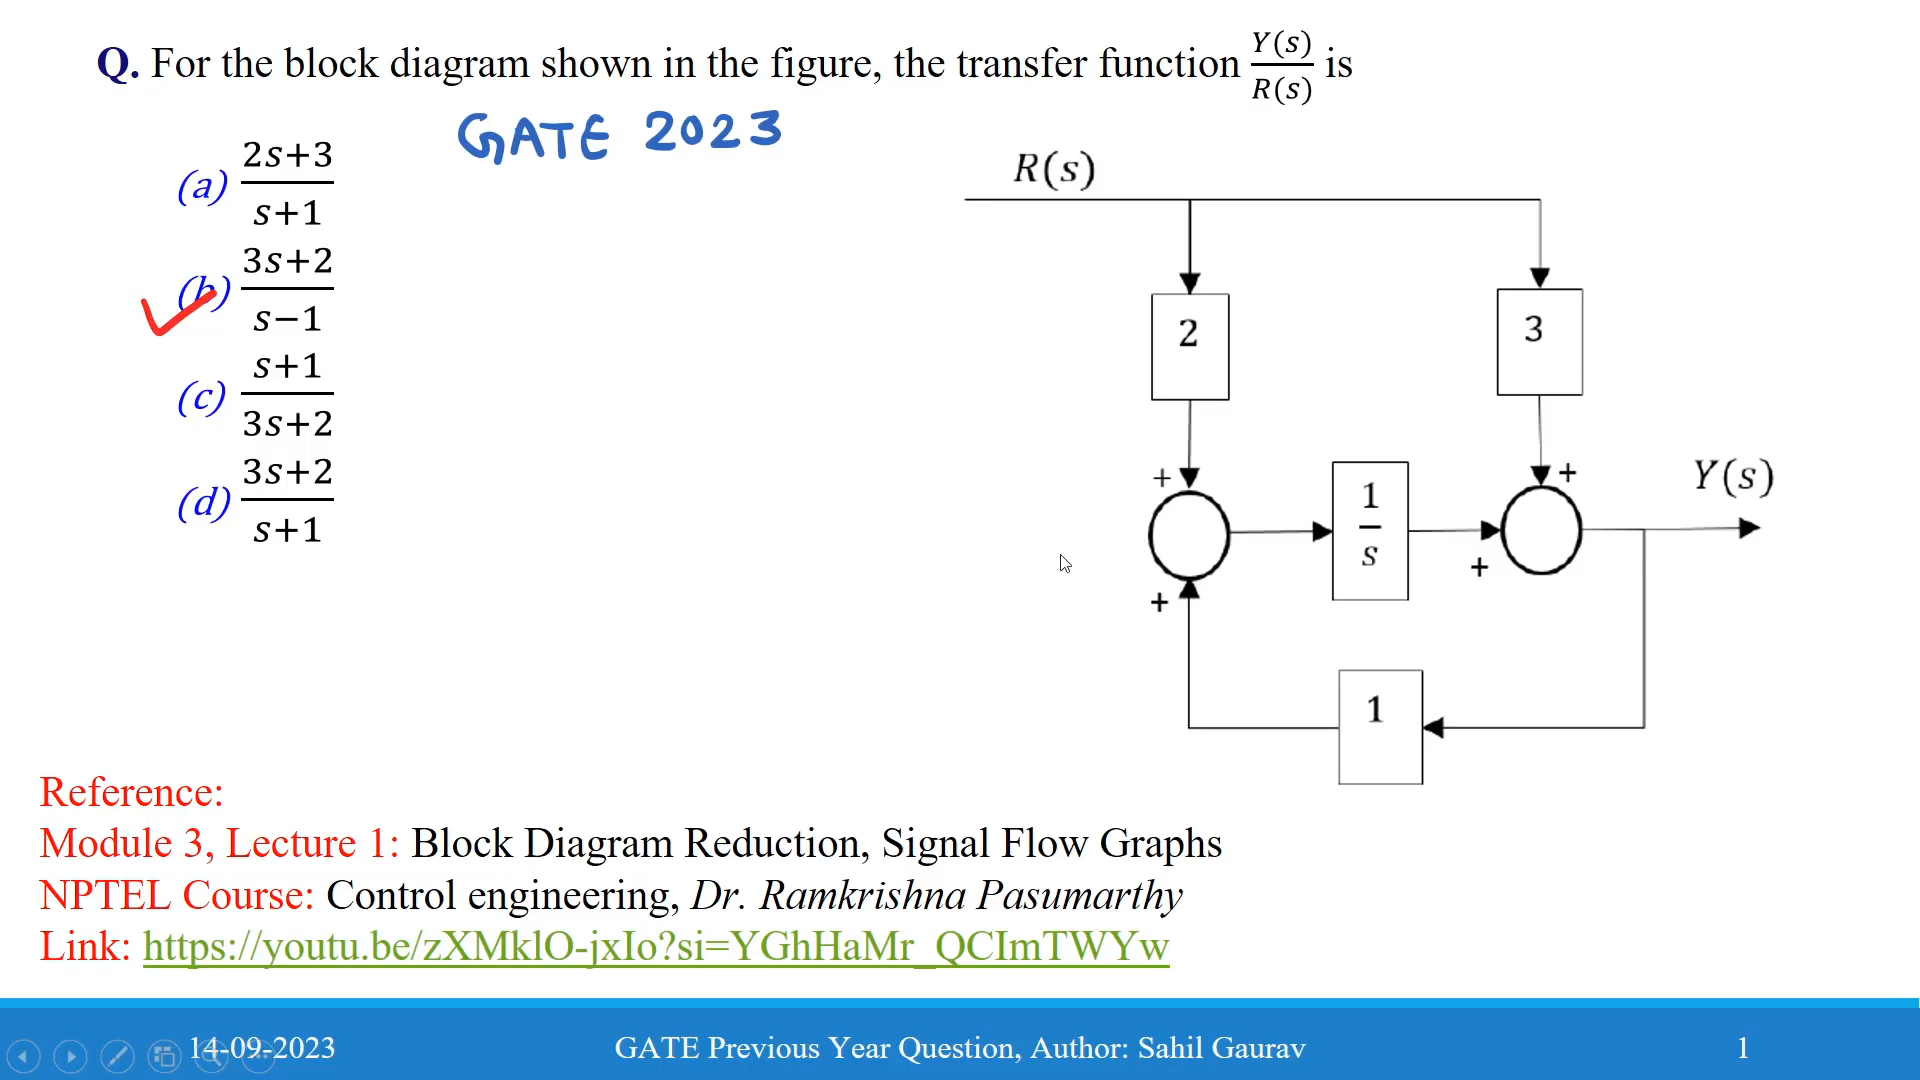 Q. For the block diagram shown in the figure, the transfer function Y(s)/R(s) is
GATE 2023
(a) 2s+3/s+1
(b) 3s+2/s−1
(c) s+1/3s+2
(d) 3s+2/s+1
R(s)
2
3
+
+
Y(s)
1/s
+
+
1
Reference:
Module 3, Lecture 1: Block Diagram Reduction, Signal Flow Graphs
NPTEL Course: Control engineering, Dr. Ramkrishna Pasumarthy
Link: https://youtu.be/zXMklO-jxIo?si=YGhHaMr_QCImTWYw
14-09-2023
GATE Previous Year Question, Author: Sahil Gaurav
1